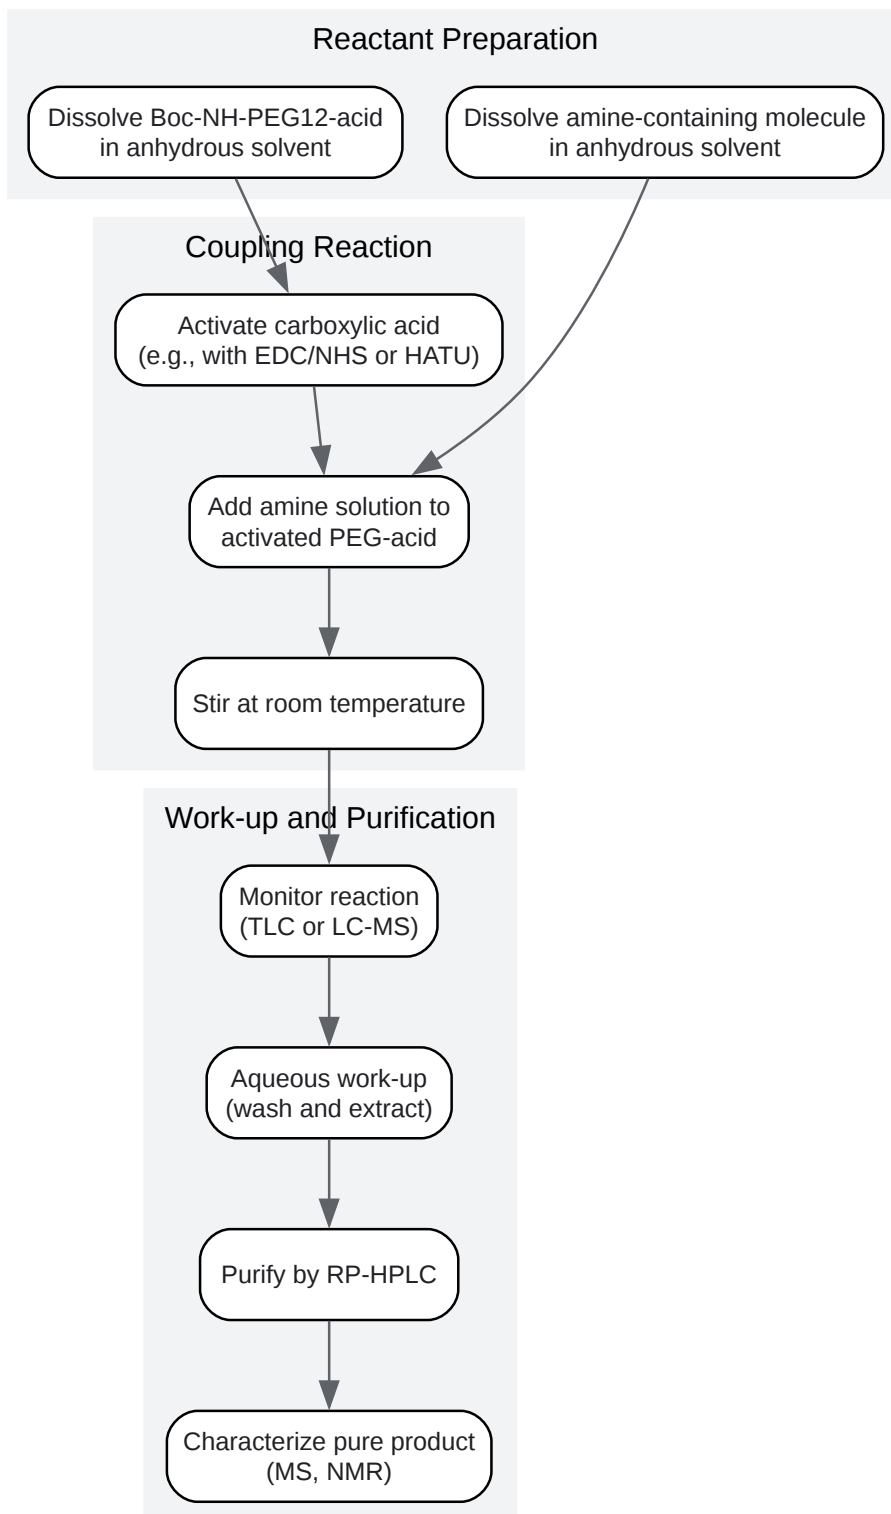 Reactant Preparation
Dissolve Boc-NH-PEG12-acid
in anhydrous solvent
Dissolve amine-containing molecule
in anhydrous solvent
Coupling Reaction
Activate carboxylic acid
(e.g., with EDC/NHS or HATU)
Add amine solution to
activated PEG-acid
Stir at room temperature
Work-up and Purification
Monitor reaction
(TLC or LC-MS)
Aqueous work-up
(wash and extract)
Purify by RP-HPLC
Characterize pure product
(MS, NMR)